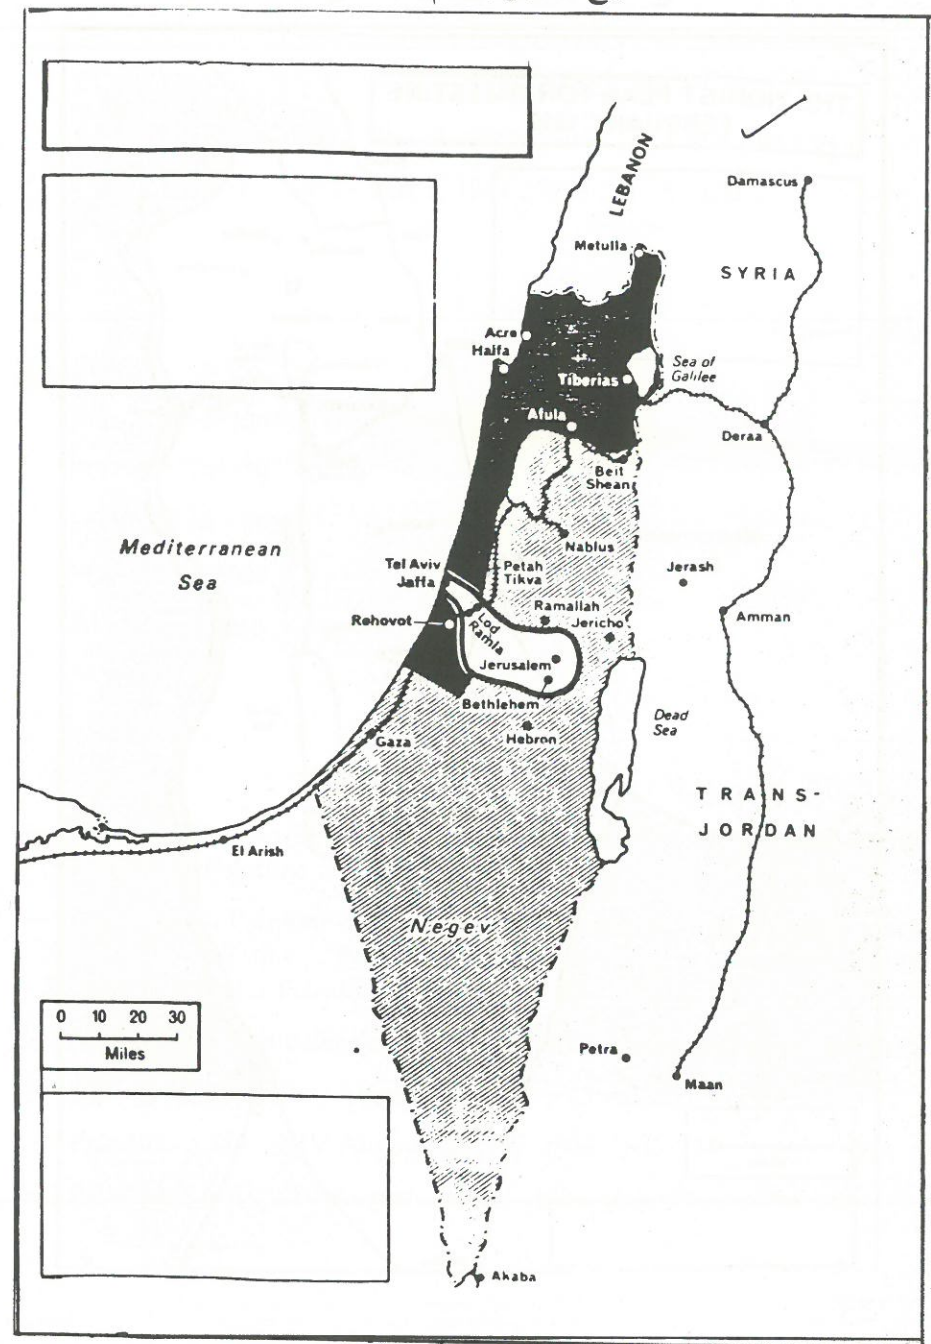 LEBANON
Damascus
Metulla
SYRIA
Acre
Haifa
Sea of
Galilee
Tiberias
Afula
Deraa
Beit
Shean
Nablus
Mediterranean
Sea
Tel Aviv
Jaffa
Petah
Tikva
Jerash
Ramallah
Amman
Rehovot
Lod
Ramla
Jericho
Jerusalem
Bethlehem
Dead
Sea
Gaza
Hebron
TRANS-
JORDAN
El Arish
Negev
0 10 20 30
Miles
Petra
Maan
Akaba